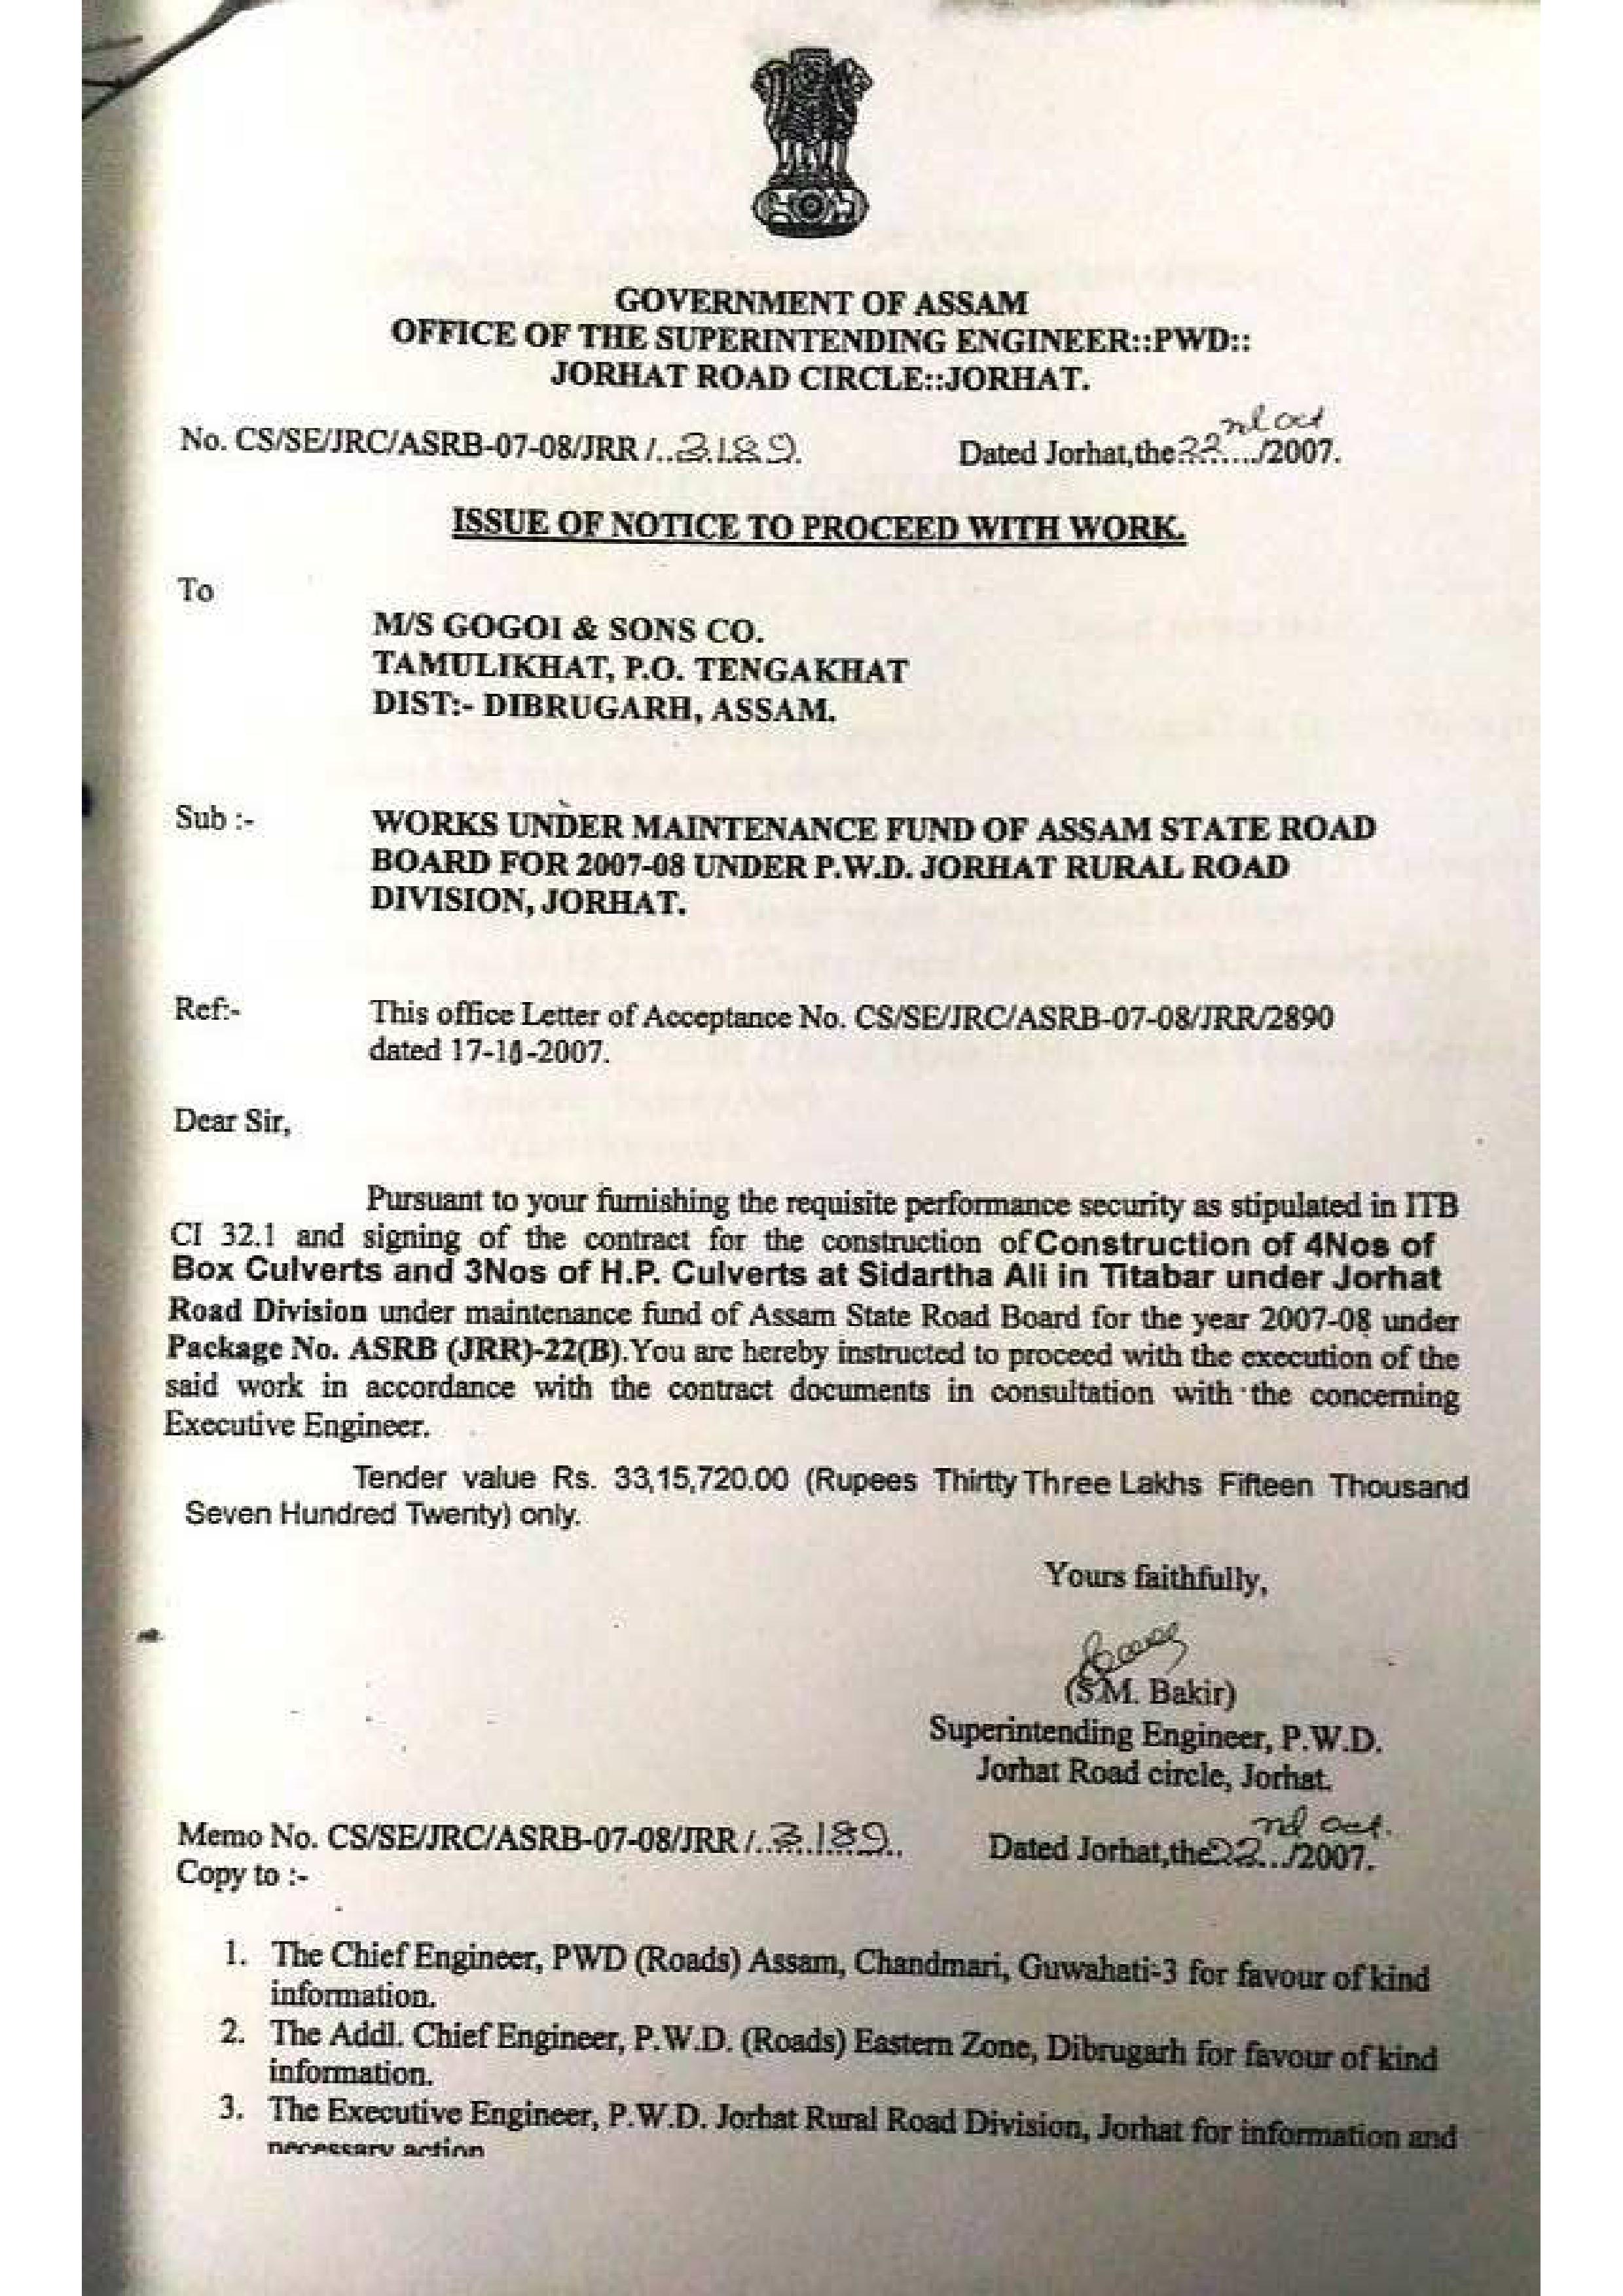 GOVERNMENT OF ASSAM
OFFICE OF THE SUPERINTENDING ENGINEER::PWD::
JORHAT ROAD CIRCLE::JORHAT.
nd Oct
No. CS/SE/JRC/ASRB-07-08/JRR /..3189. Dated Jorhat,the 22...../2007.
ISSUE OF NOTICE TO PROCEED WITH WORK.
To
M/S GOGOI & SONS CO.
TAMULIKHAT, P.O. TENGAKHAT
DIST:- DIBRUGARH, ASSAM.
Sub :- WORKS UNDER MAINTENANCE FUND OF ASSAM STATE ROAD
BOARD FOR 2007-08 UNDER P.W.D. JORHAT RURAL ROAD
DIVISION, JORHAT.
Ref:- This office Letter of Acceptance No. CS/SE/JRC/ASRB-07-08/JRR/2890
dated
Dear Sir,
Pursuant to your furnishing the requisite performance security as stipulated in ITB
CI 32.1 and signing of the contract for the construction of Construction of 4Nos of
Box Culverts and 3Nos of H.P. Culverts at Sidartha Ali in Titabar under Jorhat
Road Division under maintenance fund of Assam State Road Board for the year 2007-08 under
Package No. ASRB (JRR)-22(B).You are hereby instructed to proceed with the execution of the
said work in accordance with the contract documents in consultation with the concerning
Executive Engineer.
Tender value Rs. 33,15,720.00 (Rupees Thirtty Three Lakhs Fifteen Thousand
Seven Hundred Twenty) only.
Yours faithfully,
(S.M. Bakir)
Superintending Engineer, P.W.D.
Jorhat Road circle, Jorhat.
nd Oct.
Memo No. CS/SE/JRC/ASRB-07-08/JRR /..3189.. Dated Jorhat,the 22.../2007.
Copy to :-
1. The Chief Engineer, PWD (Roads) Assam, Chandmari, Guwahati-3 for favour of kind
information.
2. The Addl. Chief Engineer, P.W.D. (Roads) Eastern Zone, Dibrugarh for favour of kind
information.
3. The Executive Engineer, P.W.D. Jorhat Rural Road Division, Jorhat for information and
necessary action